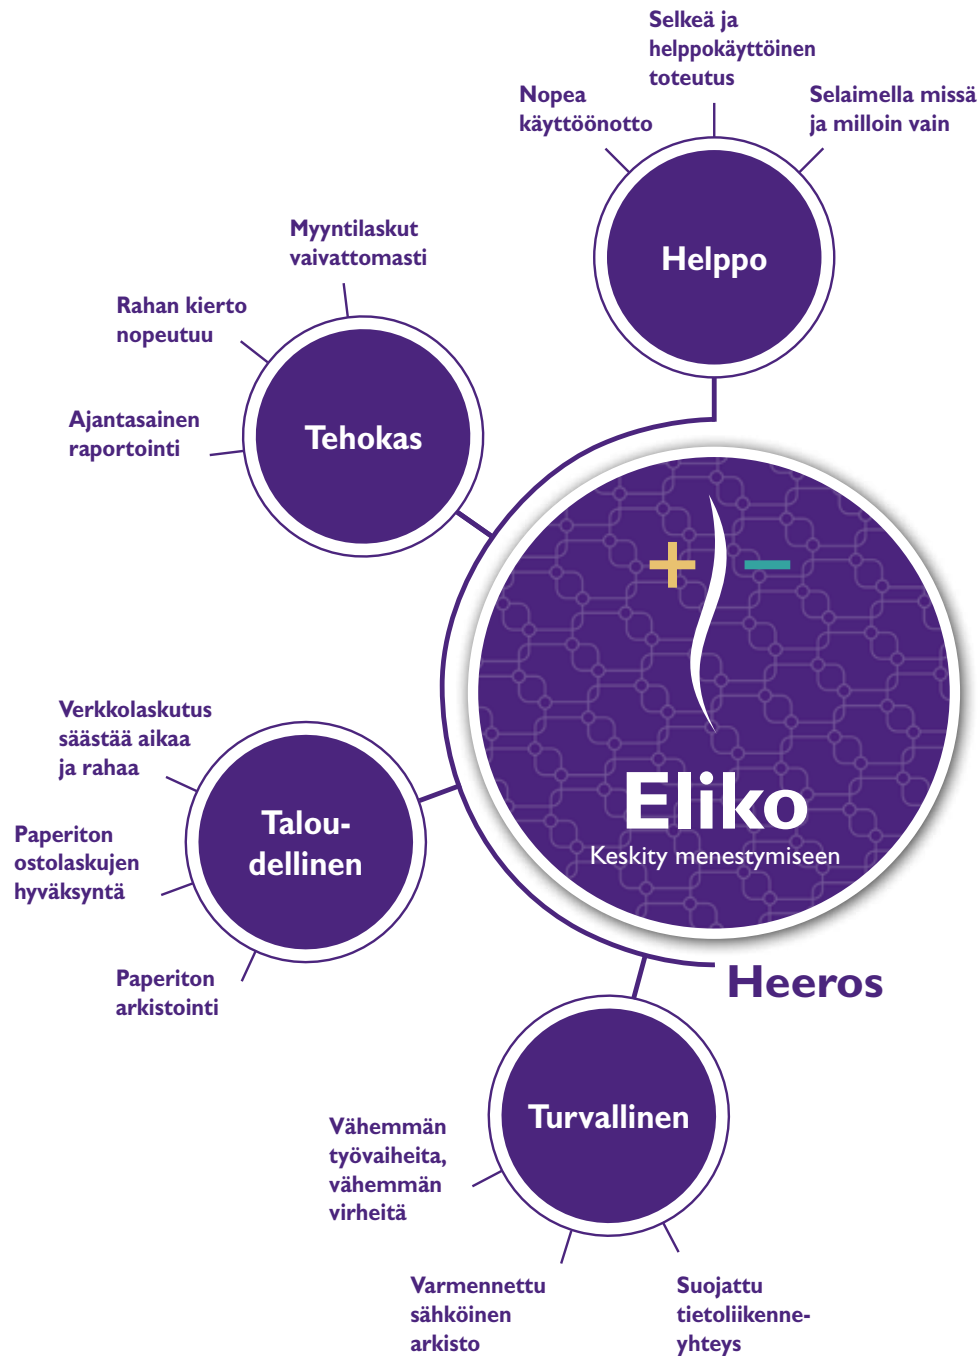 Selkeä ja
helppokäyttöinen
toteutus
Nopea
käyttöönotto
Selaimella missä
ja milloin vain
Helppo
Myyntilaskut
vaivattomasti
Rahan kierto
nopeutuu
Ajantasainen
raportointi
Tehokas
Verkkolaskutus
säästää aikaa
ja rahaa
Paperiton
ostolaskujen
hyväksyntä
Paperiton
arkistointi
Talou-
dellinen
+ -
Eliko
Keskity menestymiseen
Heeros
Turvallinen
Vähemmän
työvaiheita,
vähemmän
virheitä
Varmennettu
sähköinen
arkisto
Suojattu
tietoliikenne-
yhteys